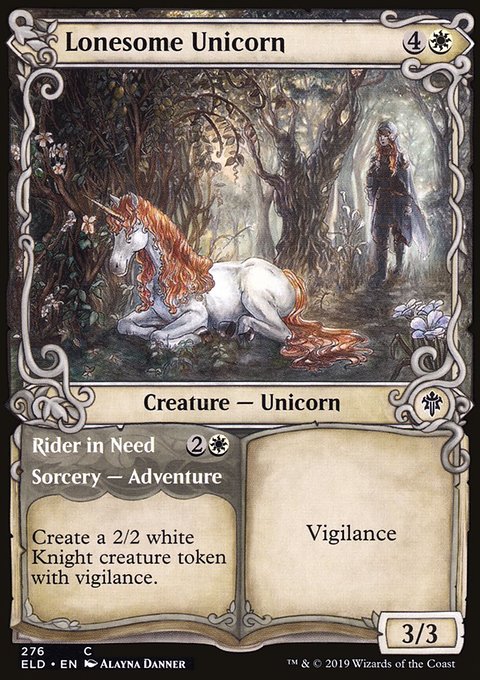 Lonesome Unicorn 4
Creature — Unicorn
Rider in Need 2
Sorcery — Adventure
Create a 2/2 white
Knight creature token
with vigilance.
Vigilance
3/3
276 C
ELD • EN Alayna Danner
™ & © 2019 Wizards of the Coast